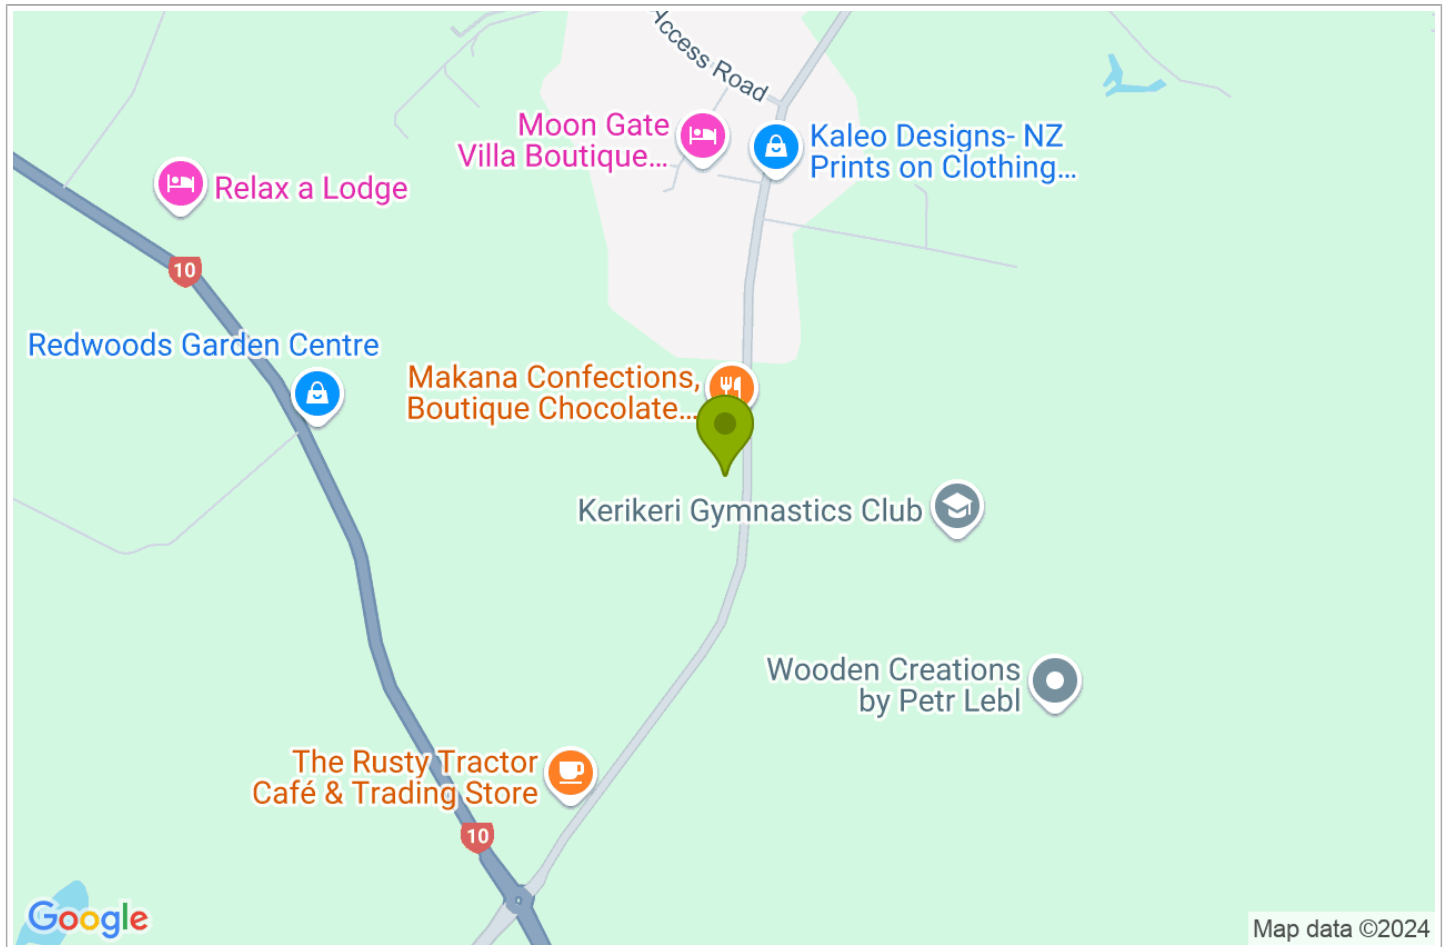 Access Road
Moon Gate
Villa Boutique...
Kaleo Designs- NZ
Prints on Clothing...
Relax a Lodge
10
Redwoods Garden Centre
Makana Confections,
Boutique Chocolate...
Kerikeri Gymnastics Club
Wooden Creations
by Petr Lebl
The Rusty Tractor
Café & Trading Store
10
Google
Map data ©2024